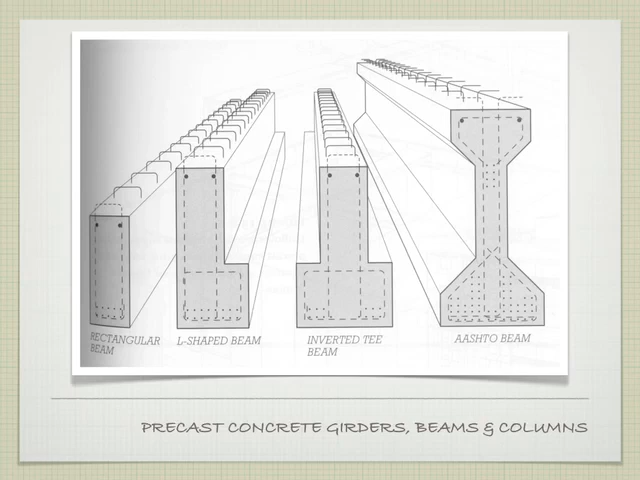 RECTANGULAR
BEAM
L-SHAPED BEAM
INVERTED TEE
BEAM
AASHTO BEAM
PRECAST CONCRETE GIRDERS, BEAMS & COLUMNS